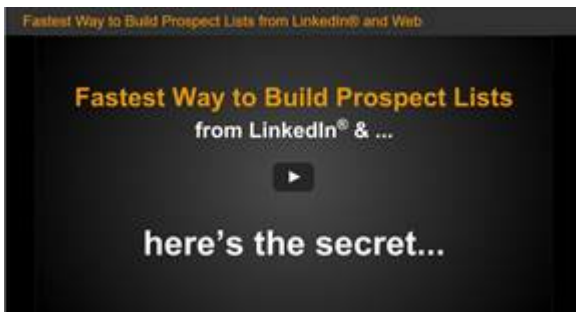 Fastest Way to Build Prospect Lists from LinkedIn® and Web
Fastest Way to Build Prospect Lists
from LinkedIn® & ...
here's the secret...